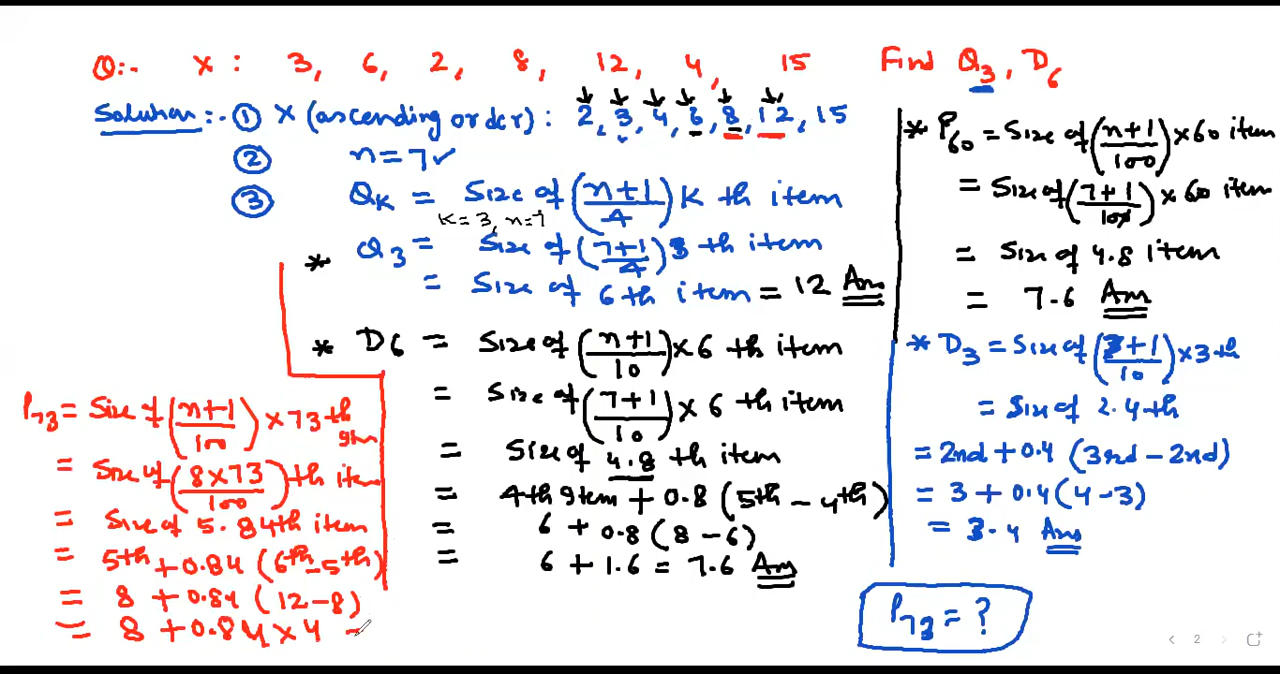 Q:- X : 3, 6, 2, 8, 12, 4, 15 Find Q3, D6
Solution:- ① X (ascending order) : 2, 3, 4, 6, 8, 12, 15
② n = 7 ✓
③ QK = Size of (n+1/4) K th item
K = 3, n = 7
* Q3 = Size of (7+1/4) 3 th item
= Size of 6 th item = 12 Ans
* D6 = Size of (n+1/10) × 6 th item
= Size of (7+1/10) × 6 th item
= Size of 4.8 th item
= 4th Item + 0.8 (5th - 4th)
= 6 + 0.8 (8 - 6)
= 6 + 1.6 = 7.6 Ans
P73 = Size of (n+1/100) × 73 th Item
= Size of (8×73/100) th item
= Size of 5.84th item
= 5th + 0.84 (6th - 5th)
= 8 + 0.84 (12 - 8)
= 8 + 0.84 × 4 =
* P60 = Size of (n+1/100) × 60 item
= Size of (7+1/100) × 60 item
= Size of 4.8 item
= 7.6 Ans
* D3 = Size of (7+1/10) × 3 th
= Size of 2.4th
= 2nd + 0.4 (3rd - 2nd)
= 3 + 0.4 (4 - 3)
= 3.4 Ans
P73 = ?
2